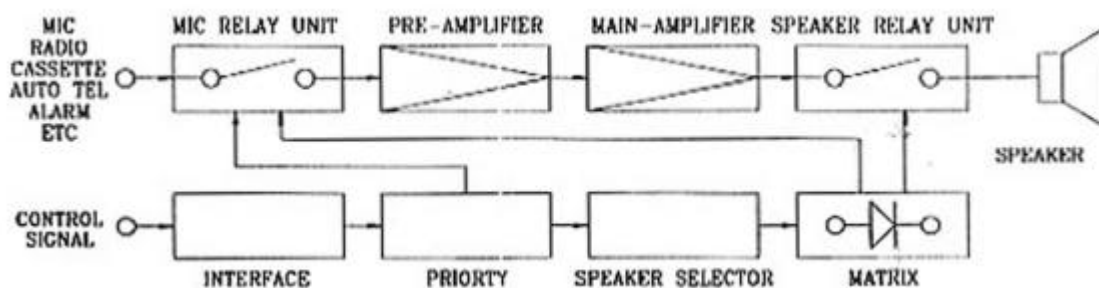 MIC
RADIO
CASSETTE
AUTO TEL
ALARM
ETC
MIC RELAY UNIT
PRE-AMPLIFIER
MAIN-AMPLIFIER
SPEAKER RELAY UNIT
SPEAKER
CONTROL
SIGNAL
INTERFACE
PRIORTY
SPEAKER SELECTOR
MATRIX